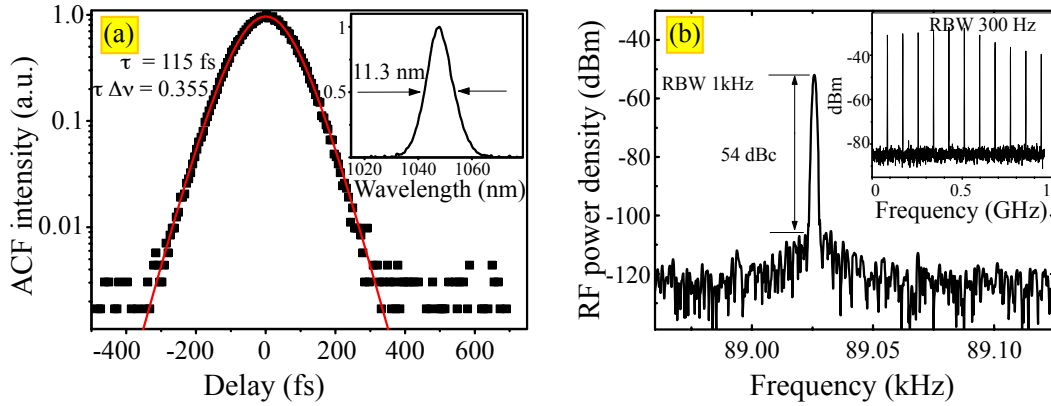 (a)
τ = 115 fs
τ Δν = 0.355
1.0
0.1
0.01
ACF intensity (a.u.)
-400 -200 0 200 400 600
Delay (fs)
1
0.5
11.3 nm
1020 1040 1060
Wavelength (nm)
(b)
RBW 1kHz
54 dBc
-30
-60
-80
-100
-120
RF power density (dBm)
89.00 89.05 89.10
Frequency (kHz)
RBW 300 Hz
-40
-60
-80
dBm
0 0.5 1
Frequency (GHz).